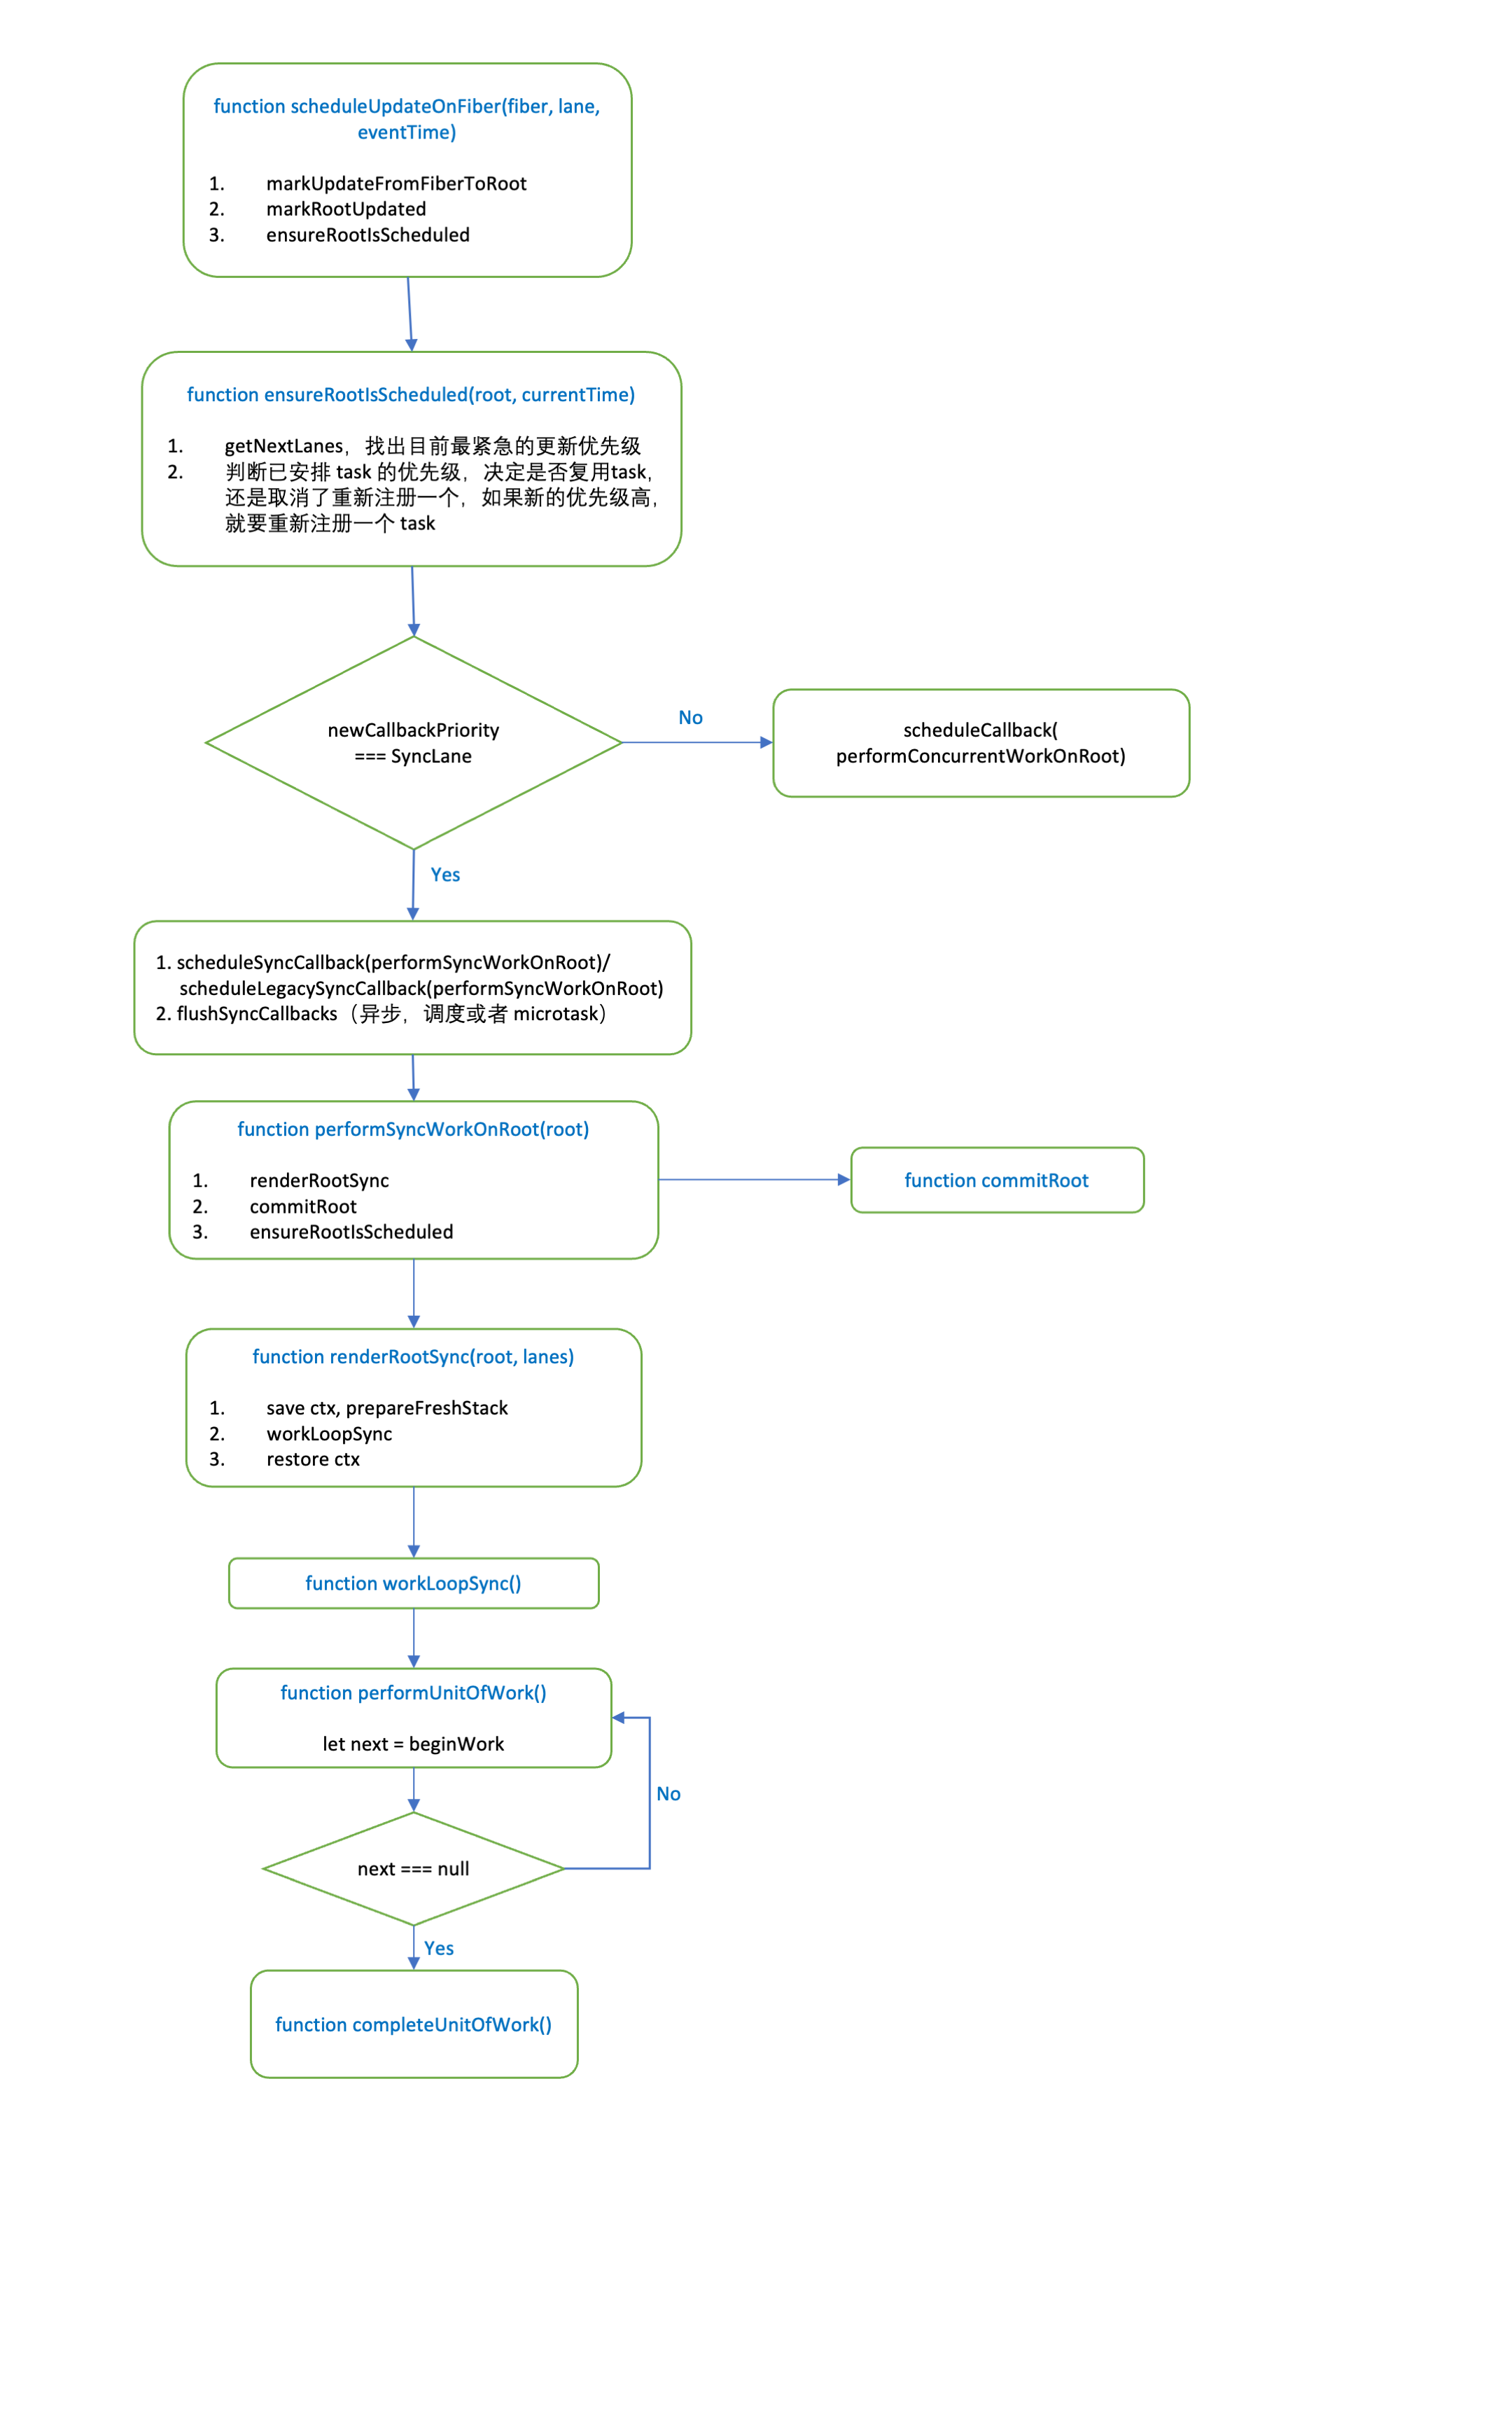 function scheduleUpdateOnFiber(fiber, lane,
eventTime)
1. markUpdateFromFiberToRoot
2. markRootUpdated
3. ensureRootIsScheduled
function ensureRootIsScheduled(root, currentTime)
1. getNextLanes，找出目前最紧急的更新优先级
2. 判断已安排 task 的优先级，决定是否复用task，
还是取消了重新注册一个，如果新的优先级高，
就要重新注册一个 task
newCallbackPriority
=== SyncLane
No
scheduleCallback(
performConcurrentWorkOnRoot)
Yes
1. scheduleSyncCallback(performSyncWorkOnRoot)/
scheduleLegacySyncCallback(performSyncWorkOnRoot)
2. flushSyncCallbacks（异步，调度或者 microtask）
function performSyncWorkOnRoot(root)
1. renderRootSync
2. commitRoot
3. ensureRootIsScheduled
function commitRoot
function renderRootSync(root, lanes)
1. save ctx, prepareFreshStack
2. workLoopSync
3. restore ctx
function workLoopSync()
function performUnitOfWork()
let next = beginWork
No
next === null
Yes
function completeUnitOfWork()